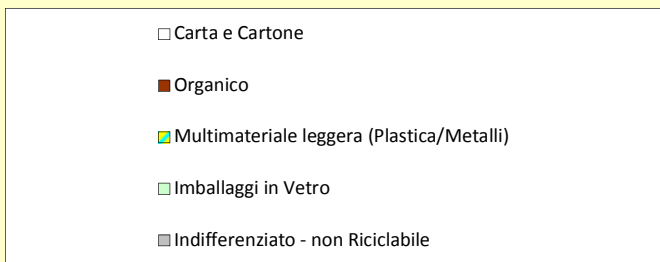 Carta e Cartone
Organico
Multimateriale leggera (Plastica/Metalli)
Imballaggi in Vetro
Indifferenziato - non Riciclabile